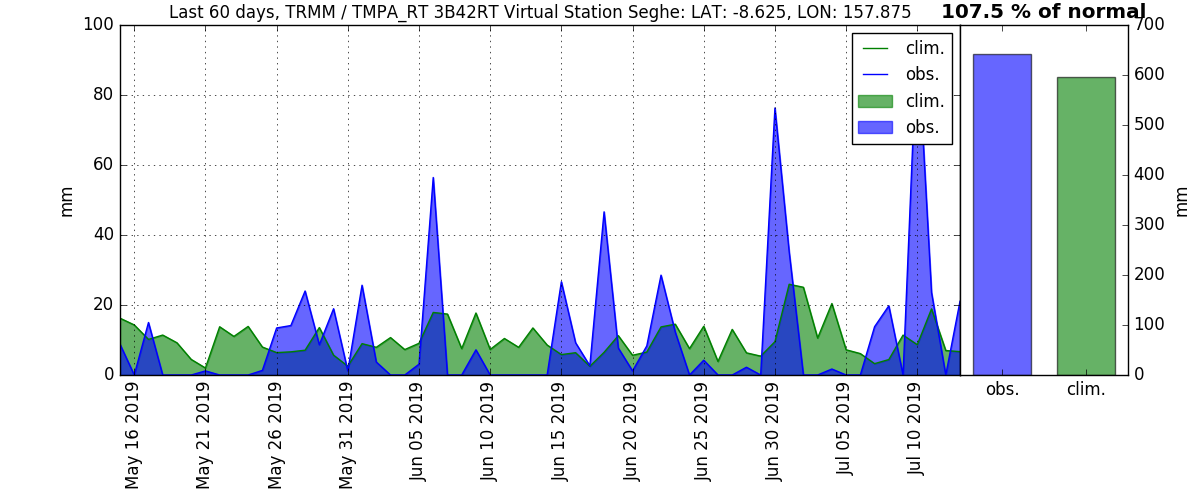 Last 60 days, TRMM / TMPA_RT 3B42RT Virtual Station Seghe: LAT: -8.625, LON: 157.875
107.5 % of normal
100
80
60
40
20
0
mm
clim.
obs.
clim.
obs.
700
600
500
400
300
200
100
0
mm
obs.
clim.
May 16 2019
May 21 2019
May 26 2019
May 31 2019
Jun 05 2019
Jun 10 2019
Jun 15 2019
Jun 20 2019
Jun 25 2019
Jun 30 2019
Jul 05 2019
Jul 10 2019